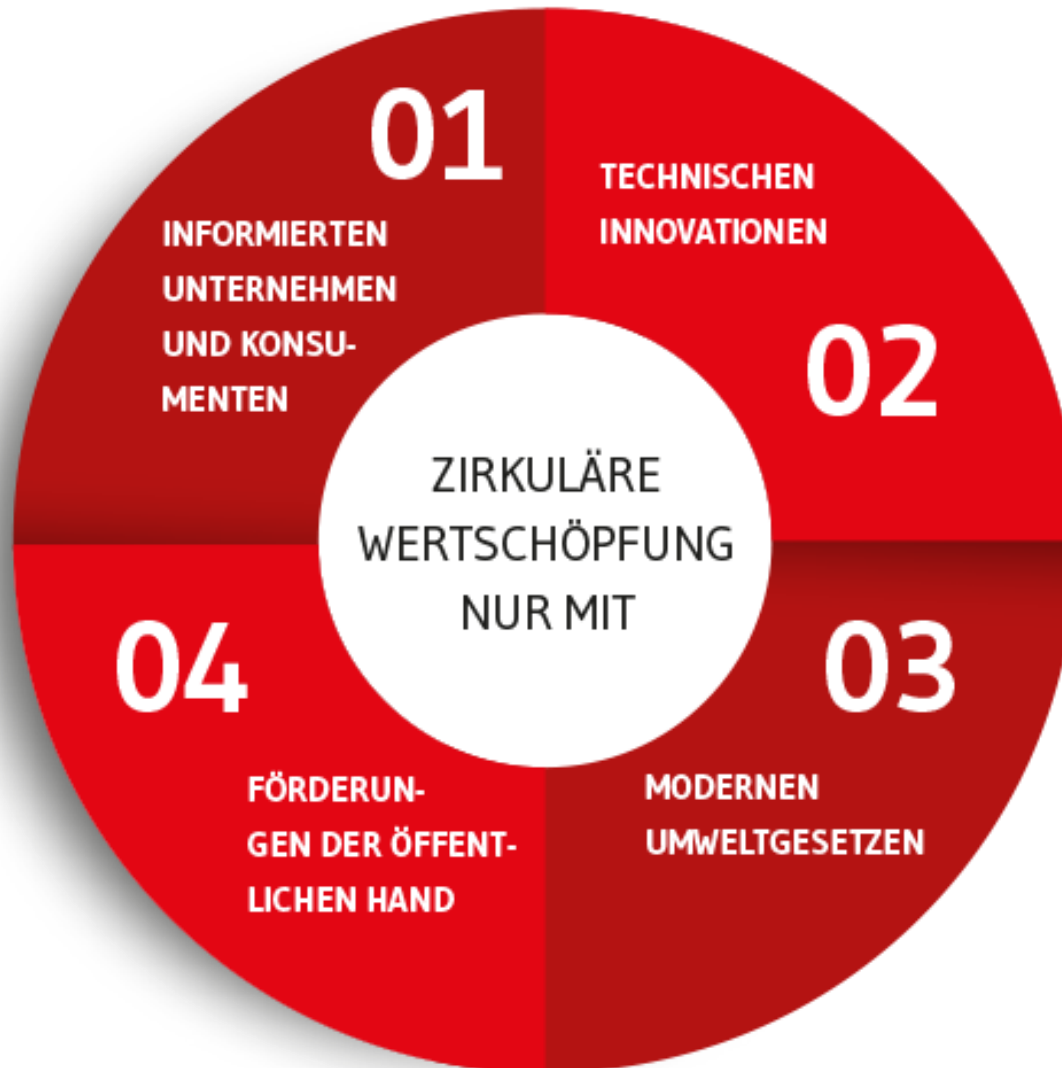 ZIRKULÄRE
WERTSCHÖPFUNG
NUR MIT
01
INFORMIERTEN
UNTERNEHMEN
UND KONSU-
MENTEN
TECHNISCHEN
INNOVATIONEN
02
03
MODERNEN
UMWELTGESETZEN
04
FÖRDERUN-
GEN DER ÖFFENT-
LICHEN HAND